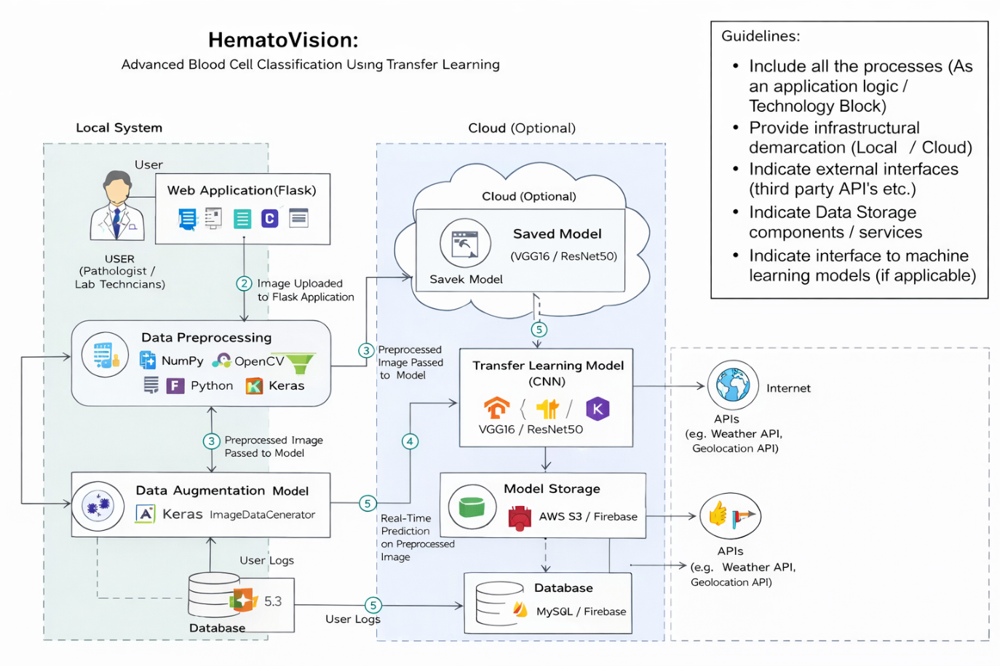 HematoVision:
Advanced Blood Cell Classification Using Transfer Learning
Guidelines:
• Include all the processes (As
an application logic /
Technology Block)
• Provide infrastructural
demarcation (Local / Cloud)
• Indicate external interfaces
(third party API's etc.)
• Indicate Data Storage
components / services
• Indicate interface to machine
learning models (if applicable)
Local System
User
Web Application(Flask)
C
USER
(Pathologist /
Lab Techncians)
2
Image Uploaded
to Flask Application
Data Preprocessing
NumPy
OpenCV
F
Python
K
Keras
3
Preprocessed Image
Passed to Model
3
Preprocessed Image
Passed to Model
Data Augmentation Model
A
Keras ImageDataCenerator
User Logs
5.3
Database
Cloud (Optional)
Cloud (Optional)
Saved Model
(VGG16 / ResNet50)
Savek Model
5
Transfer Learning Model
(CNN)
K
VGG16 / ResNet50
4
5
Real-Time
Prediction
on Preprocessed
Image
Model Storage
AWS S3 / Firebase
5
User Logs
Database
MySQL / Firebase
Internet
APIs
(e.g. Weather API,
Geolocation API)
APIs
(e.g. Weather API,
Geolocation API)